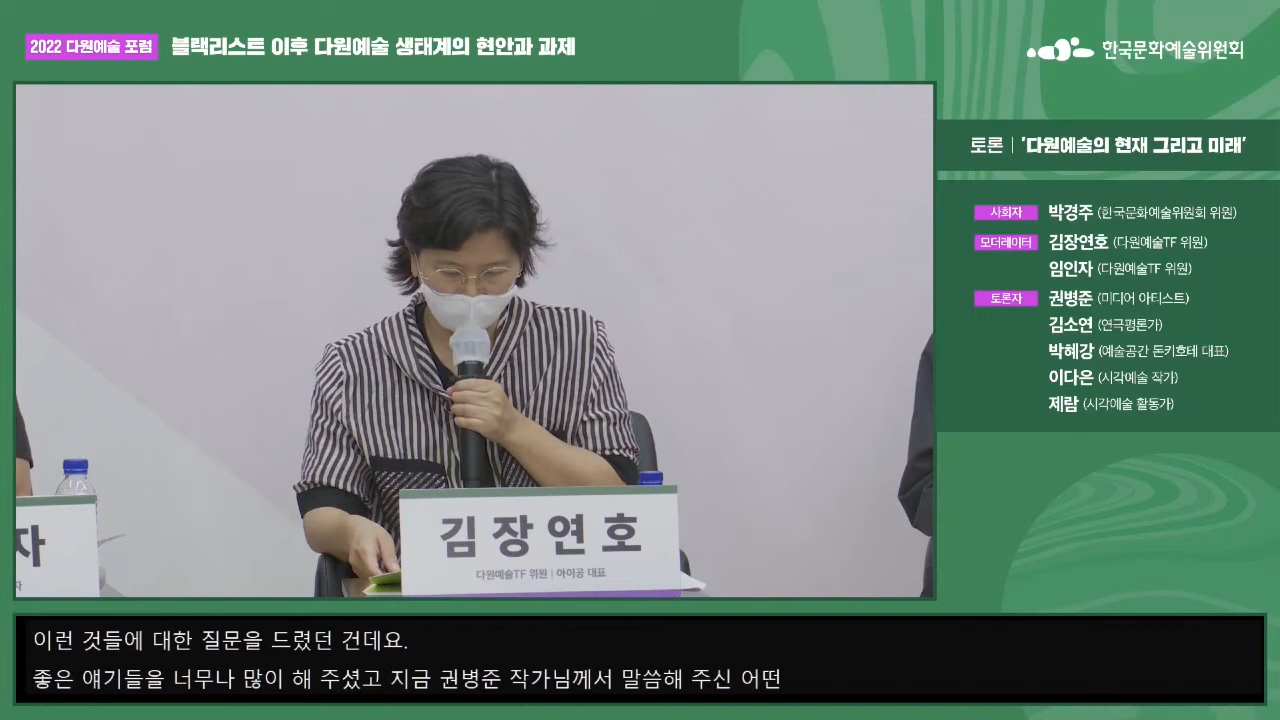 2022 다원예술 포럼 블랙리스트 이후 다원예술 생태계의 현안과 과제
한국문화예술위원회
토론 | '다원예술의 현재 그리고 미래'
사회자 박경주 (한국문화예술위원회 위원)
모더레이터 김장연호 (다원예술TF 위원)
임인자 (다원예술TF 위원)
토론자 권병준 (미디어 아티스트)
김소연 (연극평론가)
박혜강 (예술공간 돈키호테 대표)
이다은 (시각예술 작가)
제람 (시각예술 활동가)
자
자
김장연호
다원예술TF 위원 | 아이공 대표
이런 것들에 대한 질문을 드렸던 건데요.
좋은 얘기들을 너무나 많이 해 주셨고 지금 권병준 작가님께서 말씀해 주신 어떤